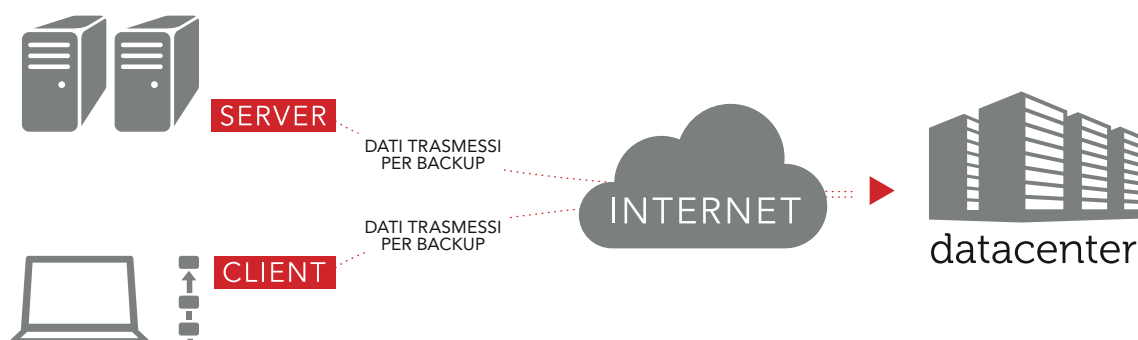 SERVER
DATI TRASMESSI
PER BACKUP
INTERNET
DATI TRASMESSI
PER BACKUP
CLIENT
datacenter